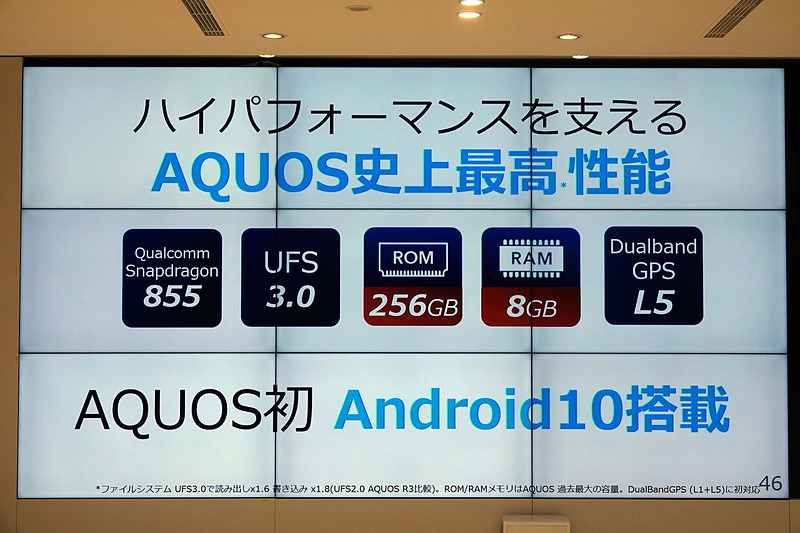 ハイパフォーマンスを支える
AQUOS史上最高*性能
Qualcomm
Snapdragon
855
UFS
3.0
ROM
256GB
RAM
8GB
Dualband
GPS
L5
AQUOS初 Android10搭載
*ファイルシステム UFS3.0で読み出しx1.6 書き込み x1.8(UFS2.0 AQUOS R3比較)。ROM/RAMメモリはAQUOS 過去最大の容量。DualBandGPS (L1+L5)に初対応
46